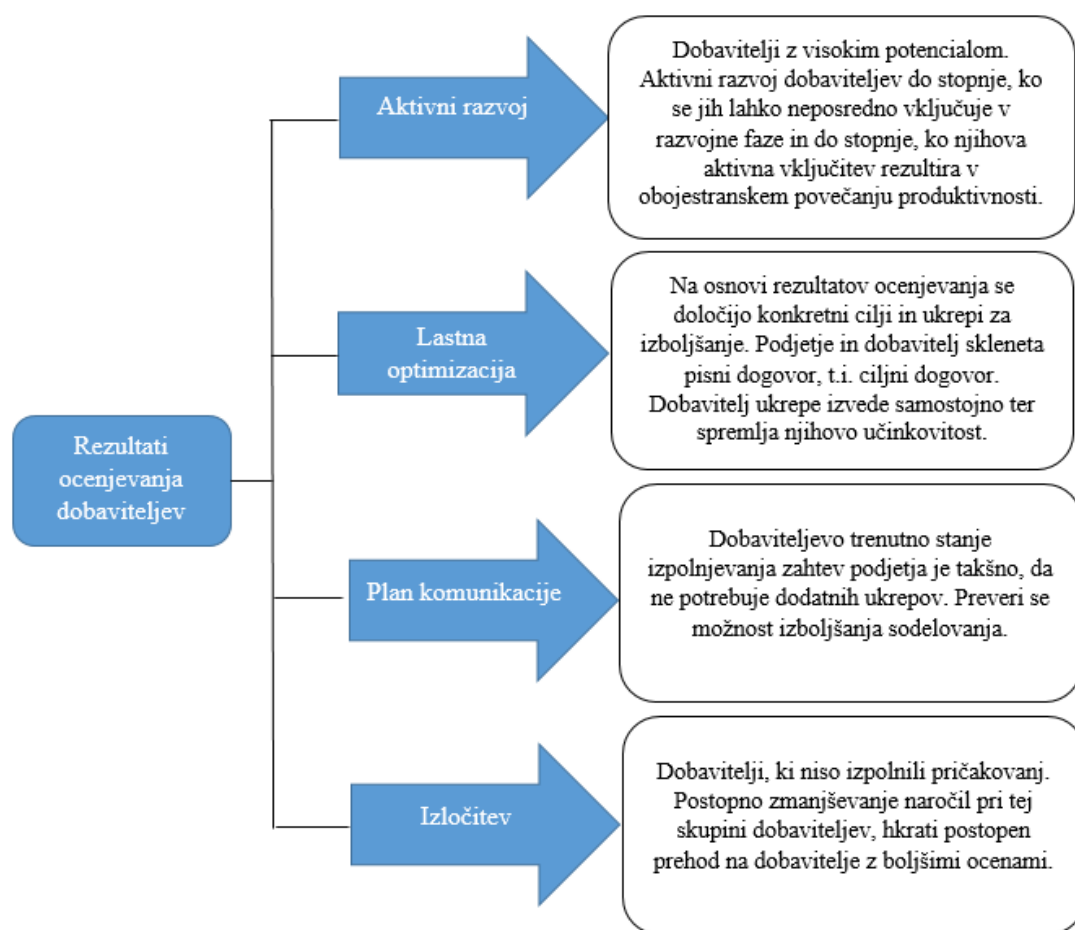 Rezultati
ocenjevanja
dobaviteljev
Aktivni razvoj
Dobavitelji z visokim potencialom.
Aktivni razvoj dobaviteljev do stopnje, ko
se jih lahko neposredno vključuje v
razvojne faze in do stopnje, ko njihova
aktivna vključitev rezultira v
obojestranskem povečanju produktivnosti.
Lastna
optimizacija
Na osnovi rezultatov ocenjevanja se
določijo konkretni cilji in ukrepi za
izboljšanje. Podjetje in dobavitelj skleneta
pisni dogovor, t.i. ciljni dogovor.
Dobavitelj ukrepe izvede samostojno ter
spremlja njihovo učinkovitost.
Plan komunikacije
Dobaviteljevo trenutno stanje
izpolnjevanja zahtev podjetja je takšno, da
ne potrebuje dodatnih ukrepov. Preveri se
možnost izboljšanja sodelovanja.
Izločitev
Dobavitelji, ki niso izpolnili pričakovanj.
Postopno zmanjševanje naročil pri tej
skupini dobaviteljev, hkrati postopen
prehod na dobavitelje z boljšimi ocenami.